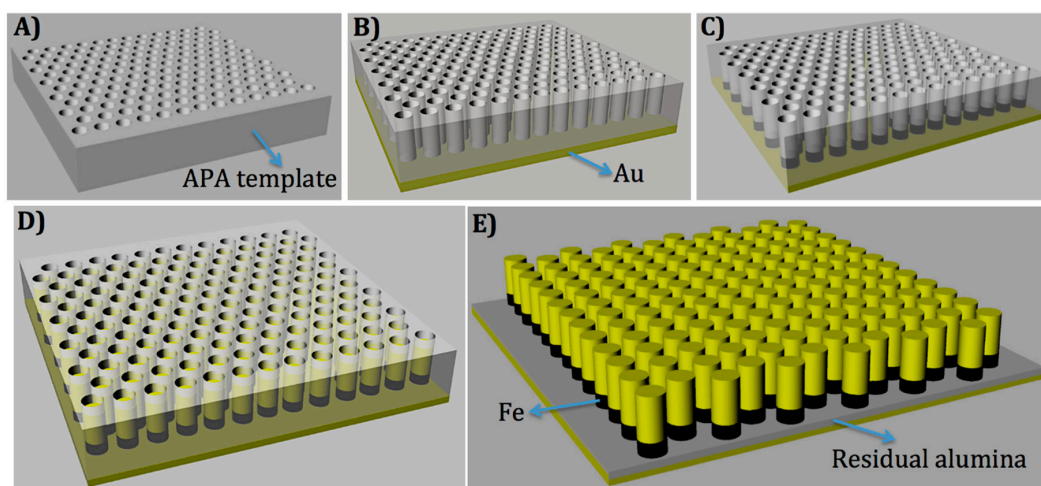 A)
APA template
B)
Au
C)
D)
E)
Fe
Residual alumina